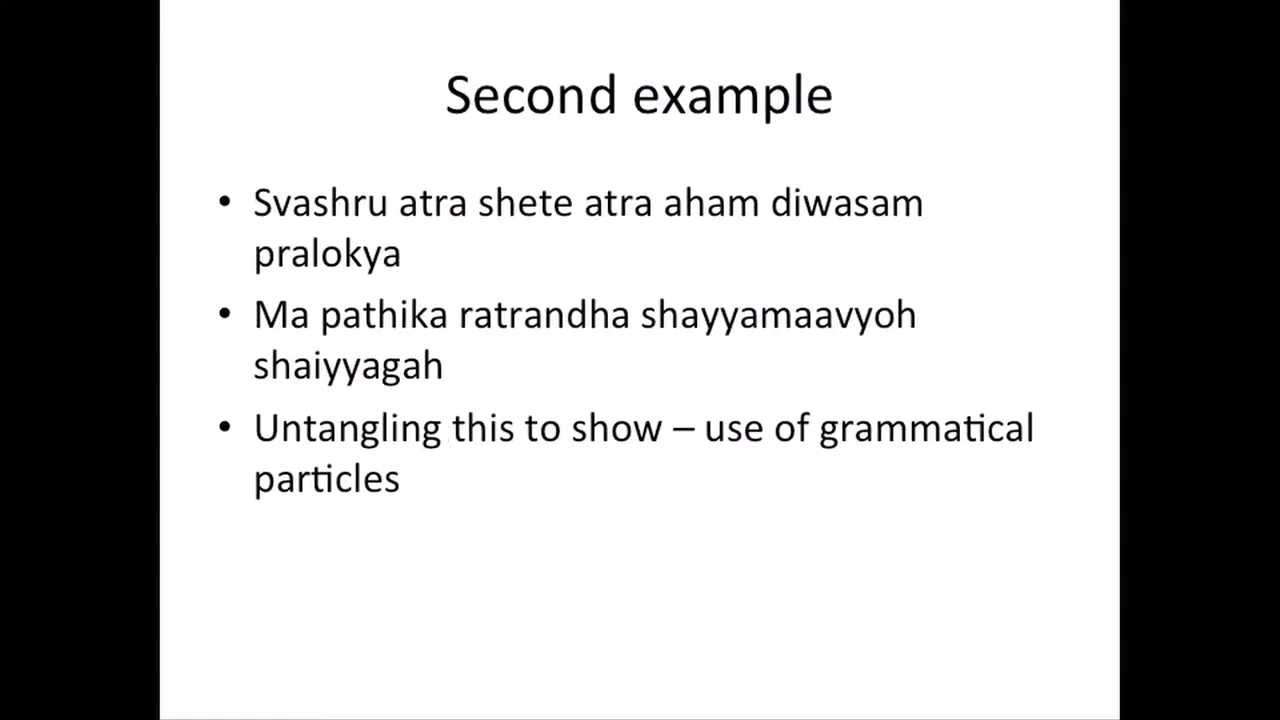 Second example
• Svashru atra shete atra aham diwasam
pralokya
• Ma pathika ratrandha shayyamaavyoh
shaiyyagah
• Untangling this to show – use of grammatical
particles